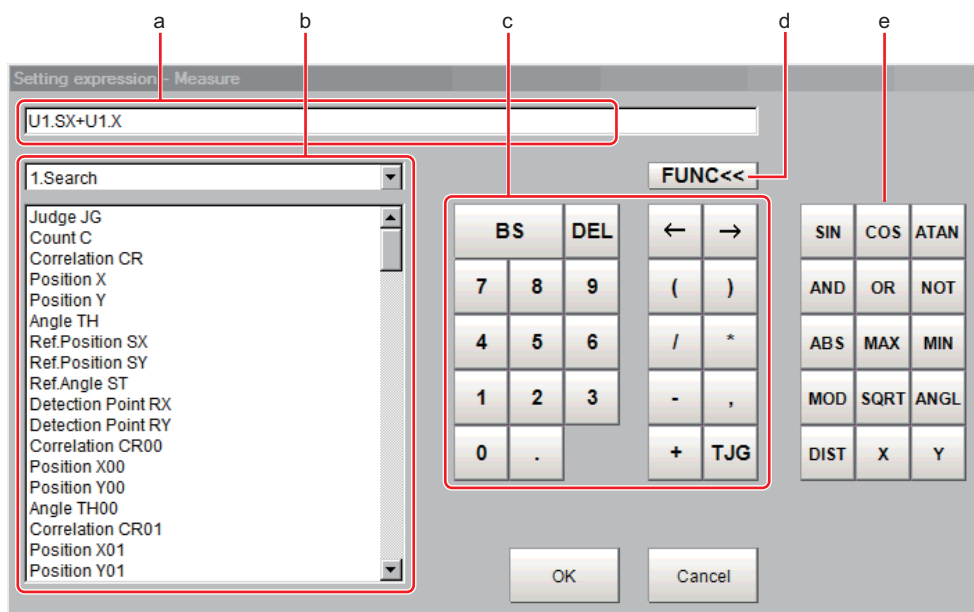 a b c d e
Setting expression - Measure
U1.SX+U1.X
1.Search
FUNC<<
Judge JG
Count C
Correlation CR
Position X
Position Y
Angle TH
Ref.Position SX
Ref.Position SY
Ref.Angle ST
Detection Point RX
Detection Point RY
Correlation CR00
Position X00
Position Y00
Angle TH00
Correlation CR01
Position X01
Position Y01
BS DEL ← →
7 8 9 ( )
4 5 6 / *
1 2 3 - ,
0 . + TJG
SIN COS ATAN
AND OR NOT
ABS MAX MIN
MOD SQRT ANGL
DIST X Y
OK Cancel